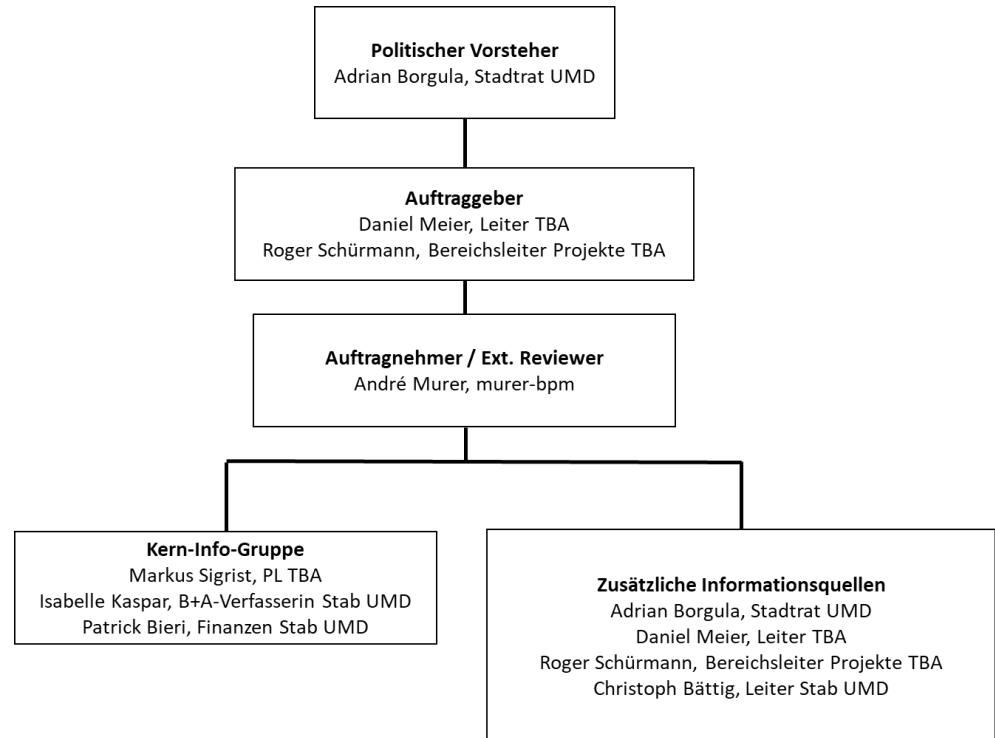 Politischer Vorsteher
Adrian Borgula, Stadtrat UMD
Auftraggeber
Daniel Meier, Leiter TBA
Roger Schürmann, Bereichsleiter Projekte TBA
Auftragnehmer / Ext. Reviewer
André Murer, murer-bpm
Kern-Info-Gruppe
Markus Sigrist, PL TBA
Isabelle Kaspar, B+A-Verfasserin Stab UMD
Patrick Bieri, Finanzen Stab UMD
Zusätzliche Informationsquellen
Adrian Borgula, Stadtrat UMD
Daniel Meier, Leiter TBA
Roger Schürmann, Bereichsleiter Projekte TBA
Christoph Bättig, Leiter Stab UMD